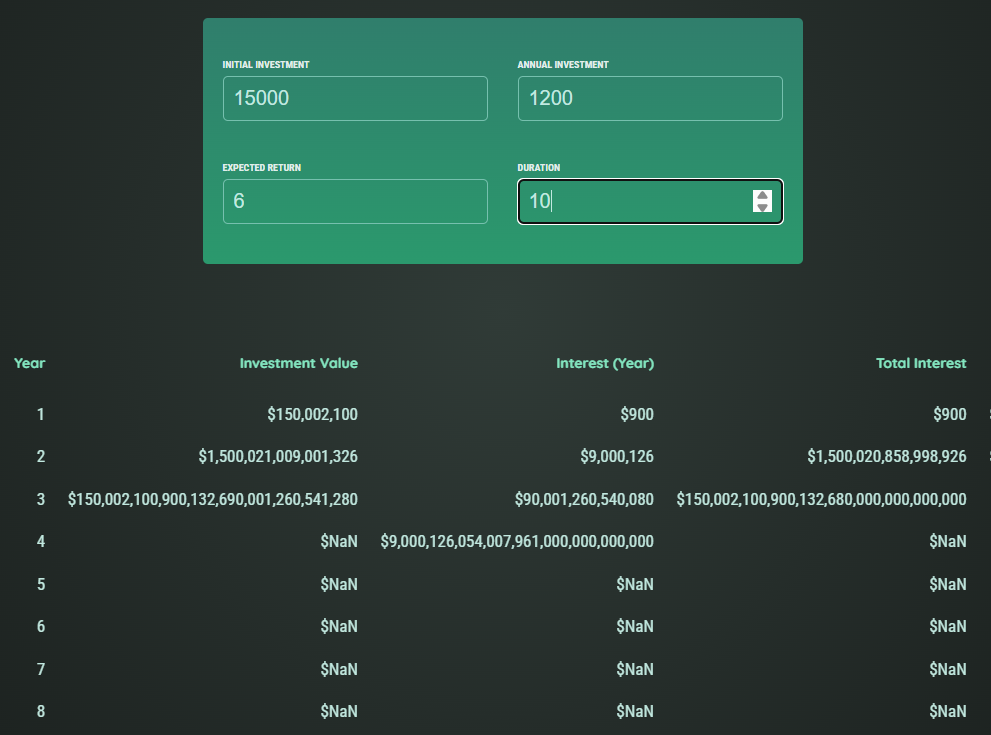 INITIAL INVESTMENT ANNUAL INVESTMENT
15000 1200
EXPECTED RETURN DURATION
6 10
Year Investment Value Interest (Year) Total Interest
1 $150,002,100 $900 $900
2 $1,500,021,009,001,326 $9,000,126 $1,500,020,858,998,926
3 $150,002,100,900,132,690,001,260,541,280 $90,001,260,540,080 $150,002,100,900,132,680,000,000,000,000
4 $NaN $9,000,126,054,007,961,000,000,000,000 $NaN
5 $NaN $NaN $NaN
6 $NaN $NaN $NaN
7 $NaN $NaN $NaN
8 $NaN $NaN $NaN